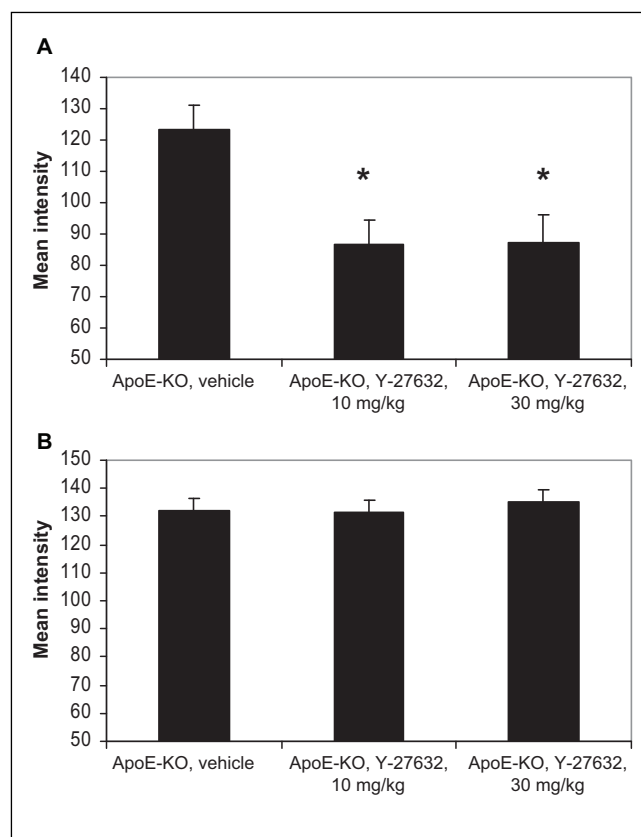 A
Mean intensity
140
130
120
110
100
90
80
70
60
50
*
*
ApoE-KO, vehicle
ApoE-KO, Y-27632,
10 mg/kg
ApoE-KO, Y-27632,
30 mg/kg
B
Mean intensity
150
140
130
120
110
100
90
80
70
60
50
ApoE-KO, vehicle
ApoE-KO, Y-27632,
10 mg/kg
ApoE-KO, Y-27632,
30 mg/kg